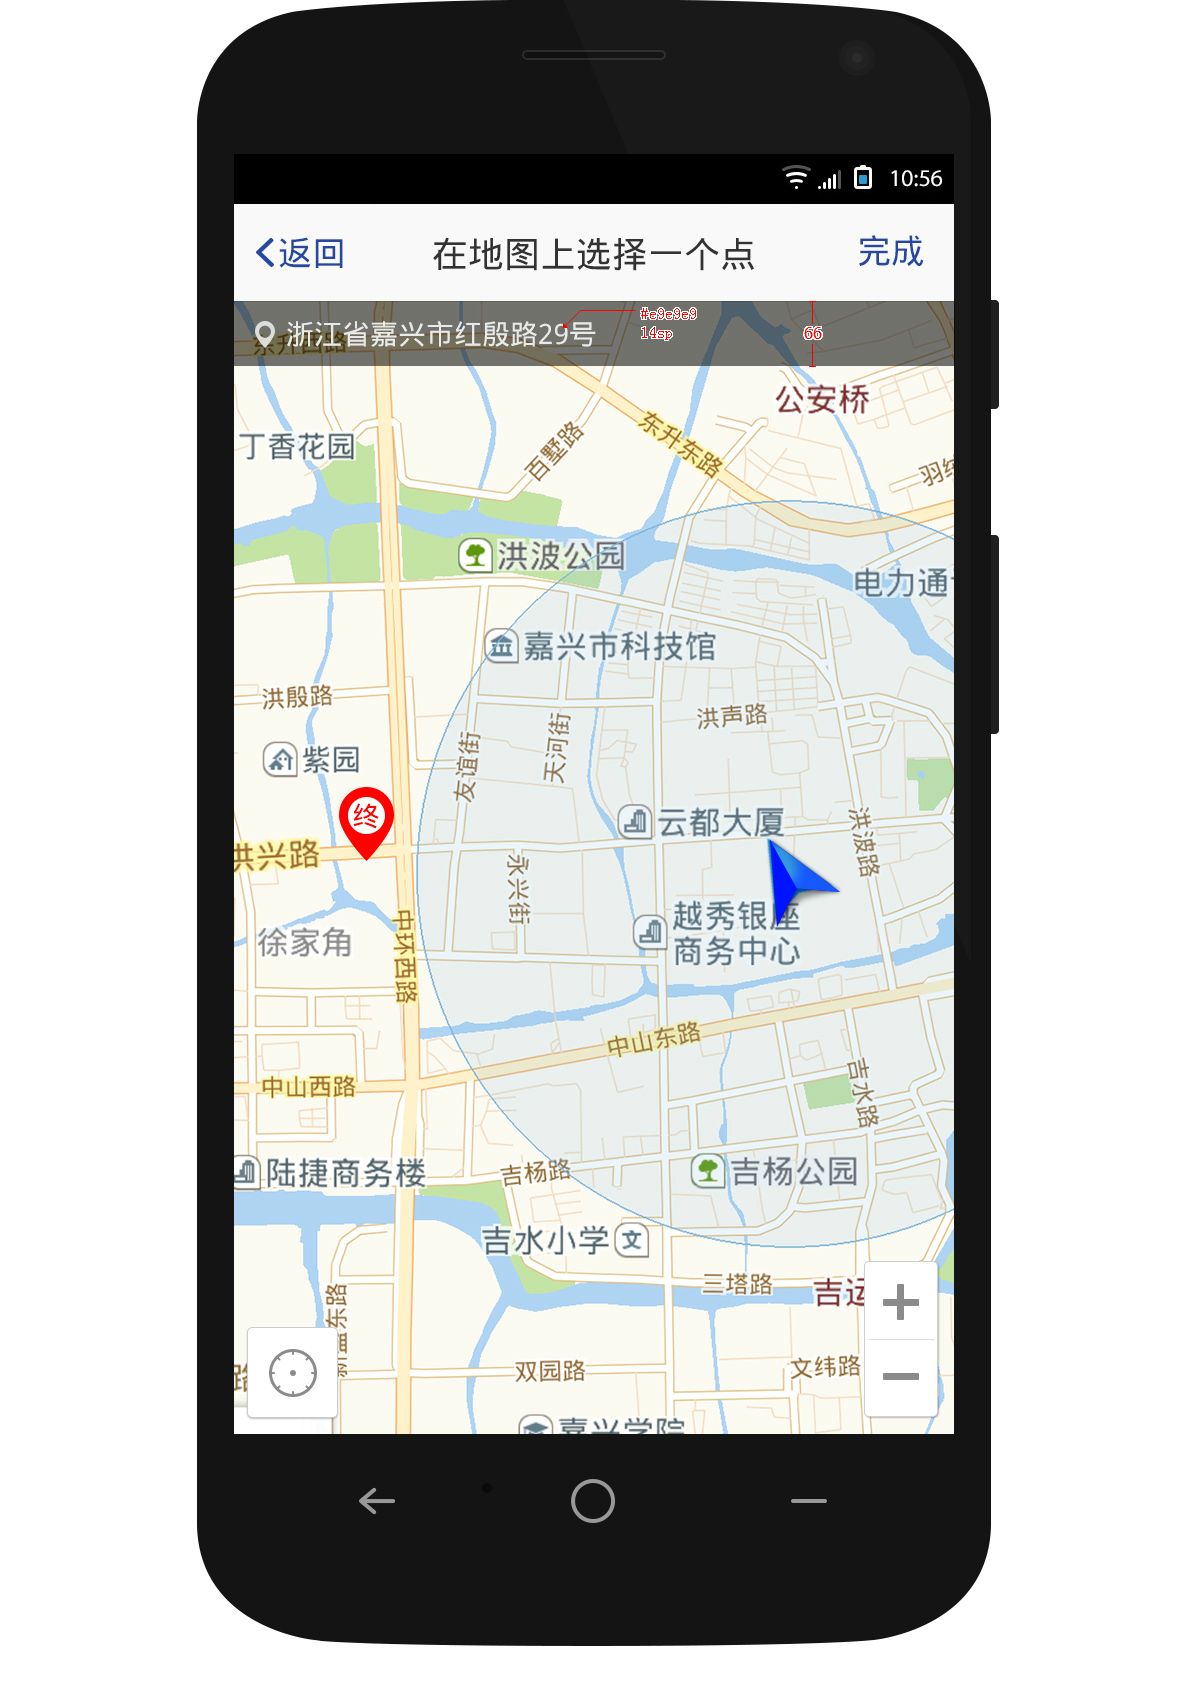 10:56
返回
在地图上选择一个点
完成
浙江省嘉兴市红殷路29号
#e9e9e9
14sp
66
东升西路
公安桥
丁香花园
百墅路
东升东路
洪波公园
电力通
嘉兴市科技馆
洪殷路
洪声路
紫园
友谊街
天河街
终
云都大厦
洪波路
洪兴路
永兴街
越秀银座
商务中心
徐家角
中环西路
中山东路
中山西路
吉水路
陆捷商务楼
吉杨路
吉杨公园
吉水小学
文
三塔路
吉运
东路
双园路
文纬路
路
嘉兴学院